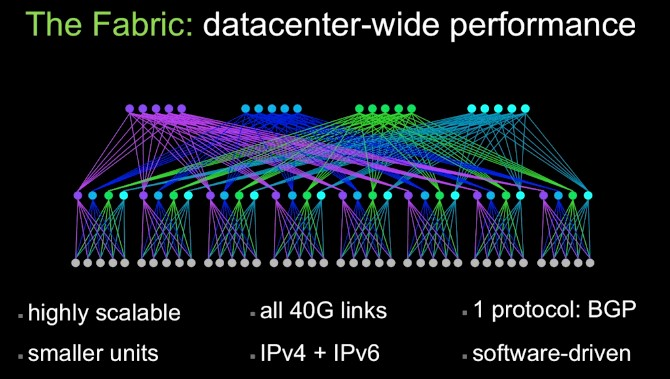 The Fabric: datacenter-wide performance
▪ highly scalable
▪ all 40G links
▪ 1 protocol: BGP
▪ smaller units
▪ IPv4 + IPv6
▪ software-driven